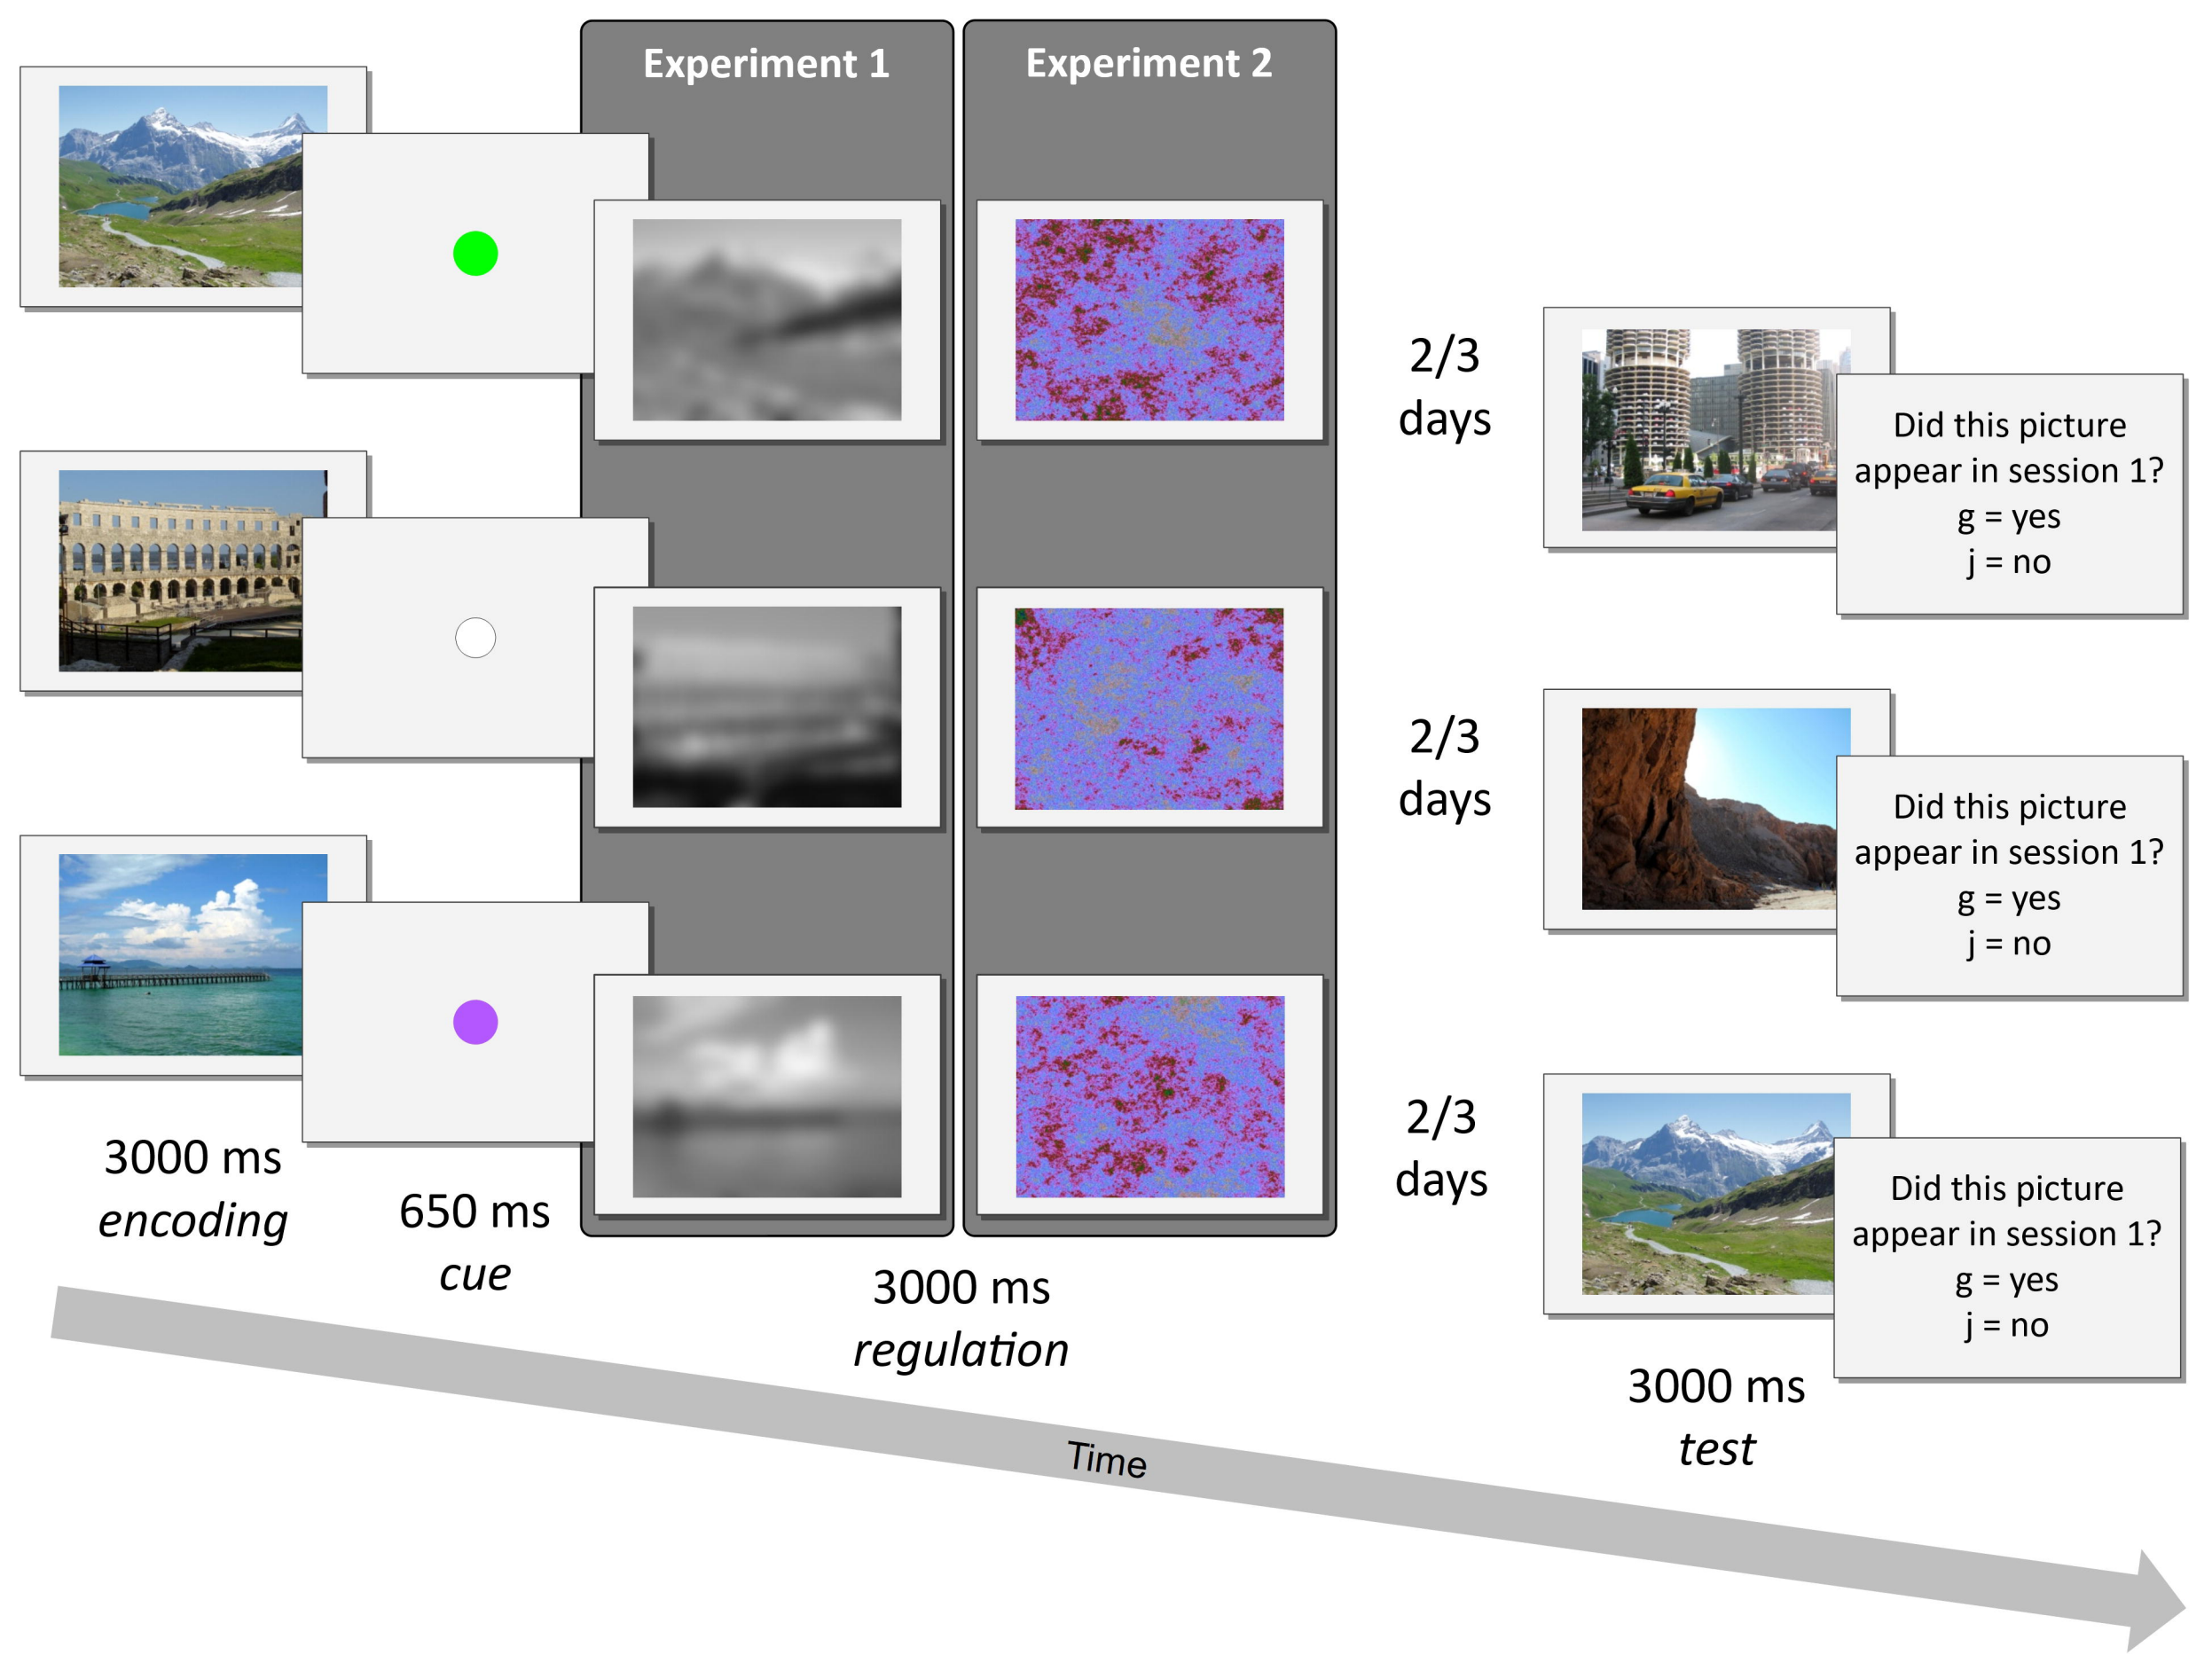 Experiment 1
Experiment 2
2/3
days
Did this picture
appear in session 1?
g = yes
j = no
2/3
days
Did this picture
appear in session 1?
g = yes
j = no
2/3
days
Did this picture
appear in session 1?
g = yes
j = no
3000 ms
encoding
650 ms
cue
3000 ms
regulation
3000 ms
test
Time